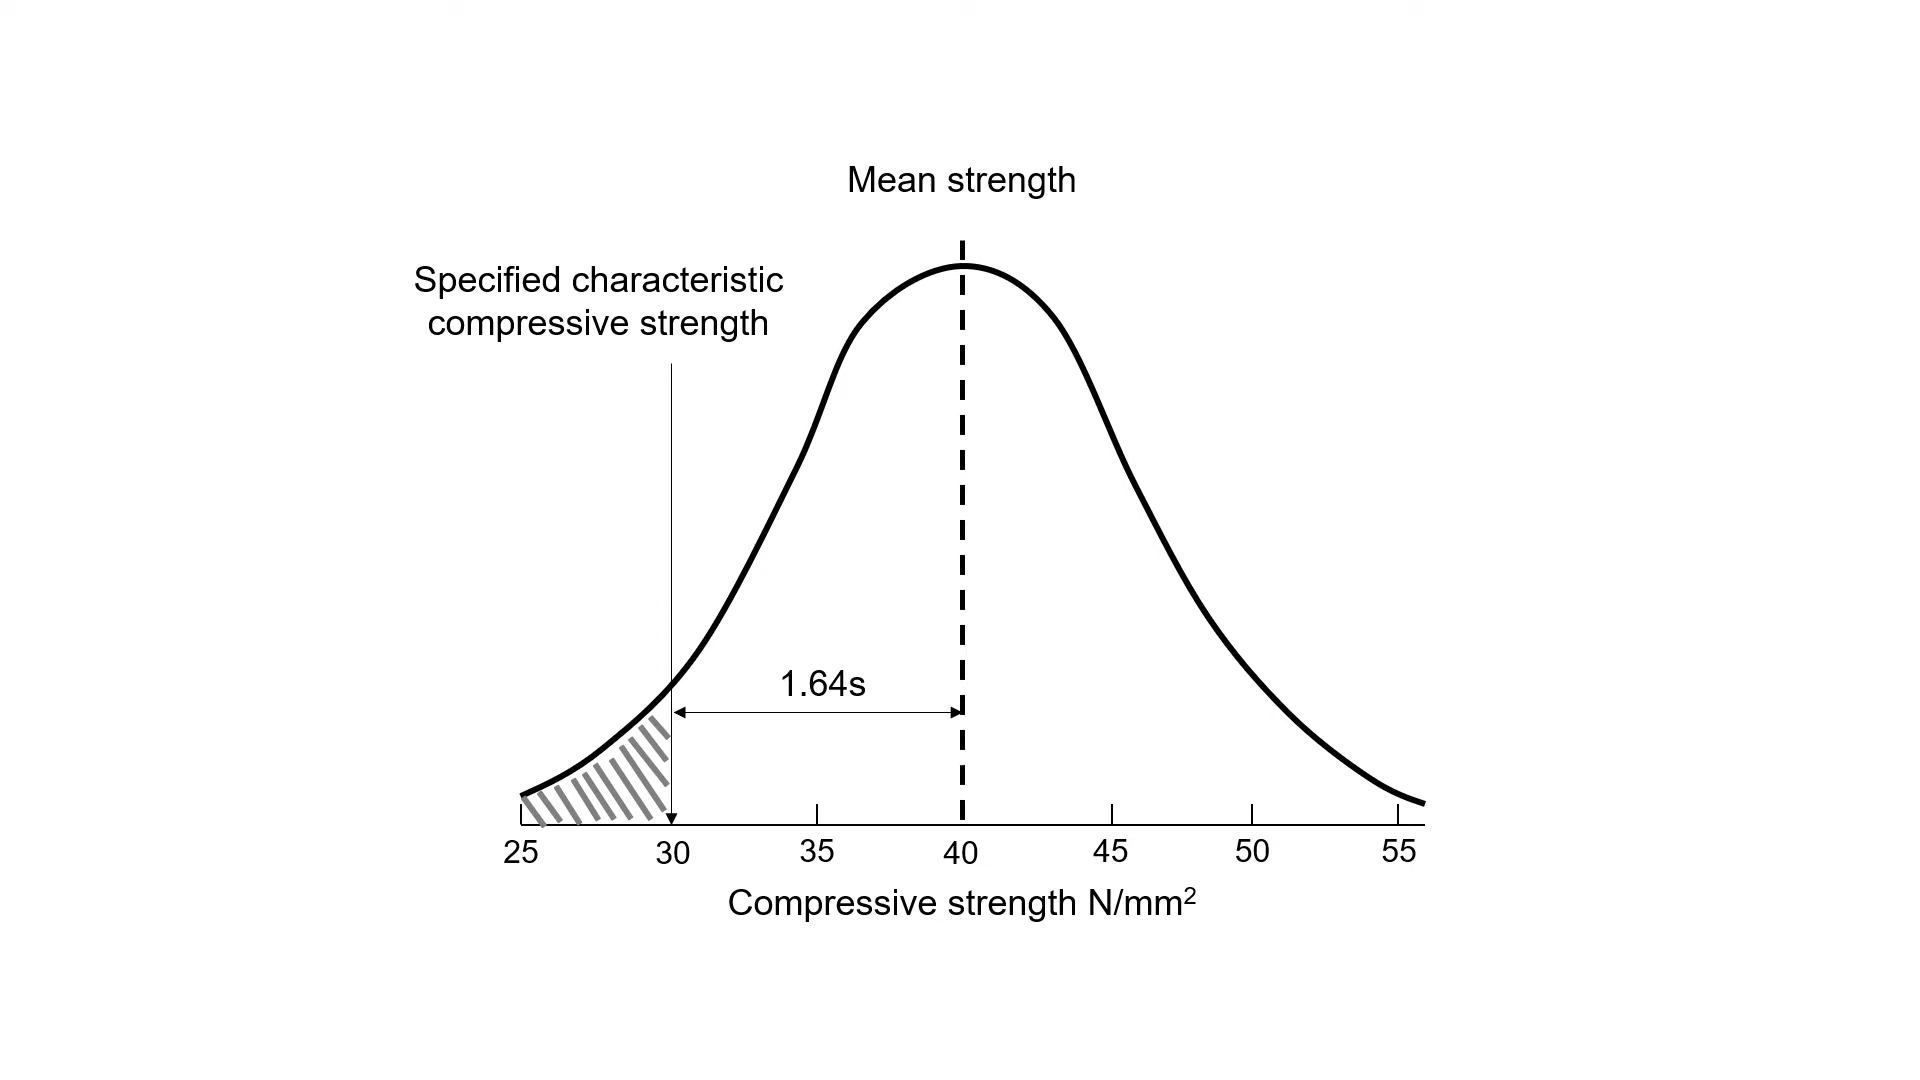 Mean strength
Specified characteristic
compressive strength
1.64s
25 30 35 40 45 50 55
Compressive strength N/mm²